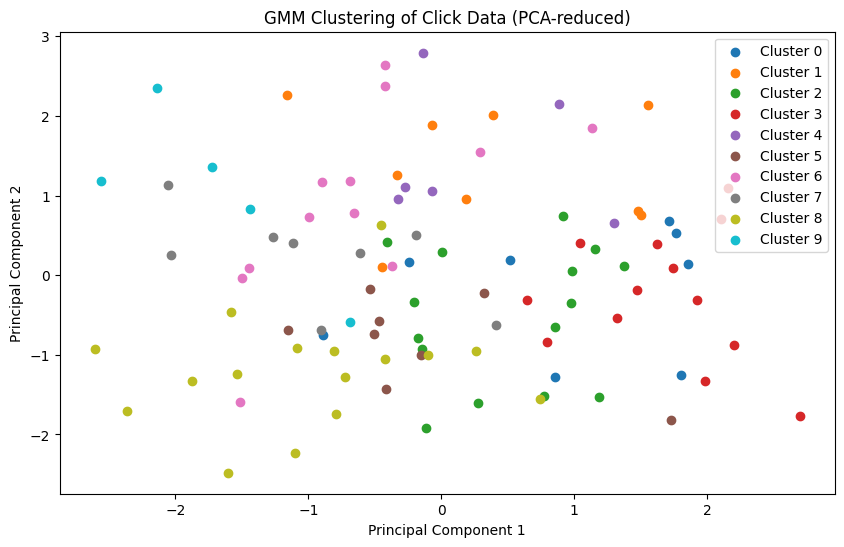 GMM Clustering of Click Data (PCA-reduced)
3
2
1
0
−1
−2
Principal Component 2
Cluster 0
Cluster 1
Cluster 2
Cluster 3
Cluster 4
Cluster 5
Cluster 6
Cluster 7
Cluster 8
Cluster 9
−2
−1
0
1
2
Principal Component 1